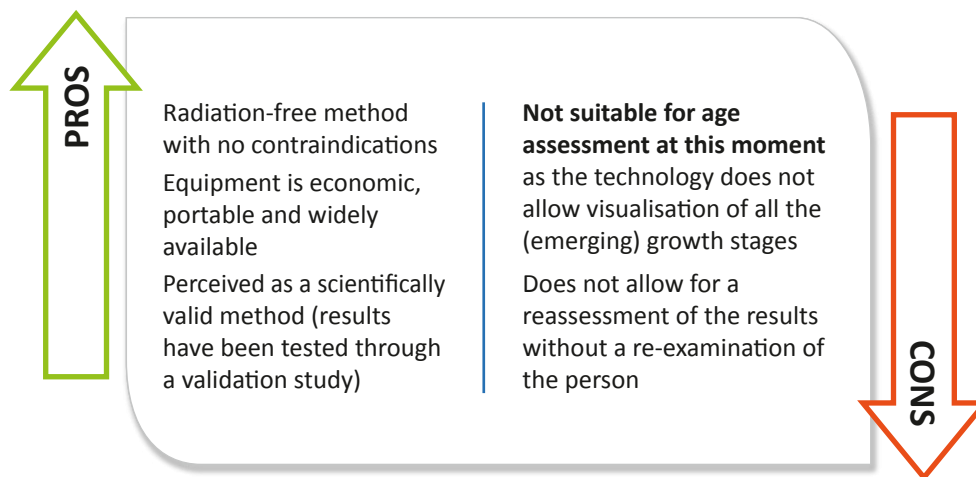 PROS
Radiation-free method
with no contraindications
Equipment is economic,
portable and widely
available
Perceived as a scientifically
valid method (results
have been tested through
a validation study)
Not suitable for age
assessment at this moment
as the technology does not
allow visualisation of all the
(emerging) growth stages
Does not allow for a
reassessment of the results
without a re-examination of
the person
CONS